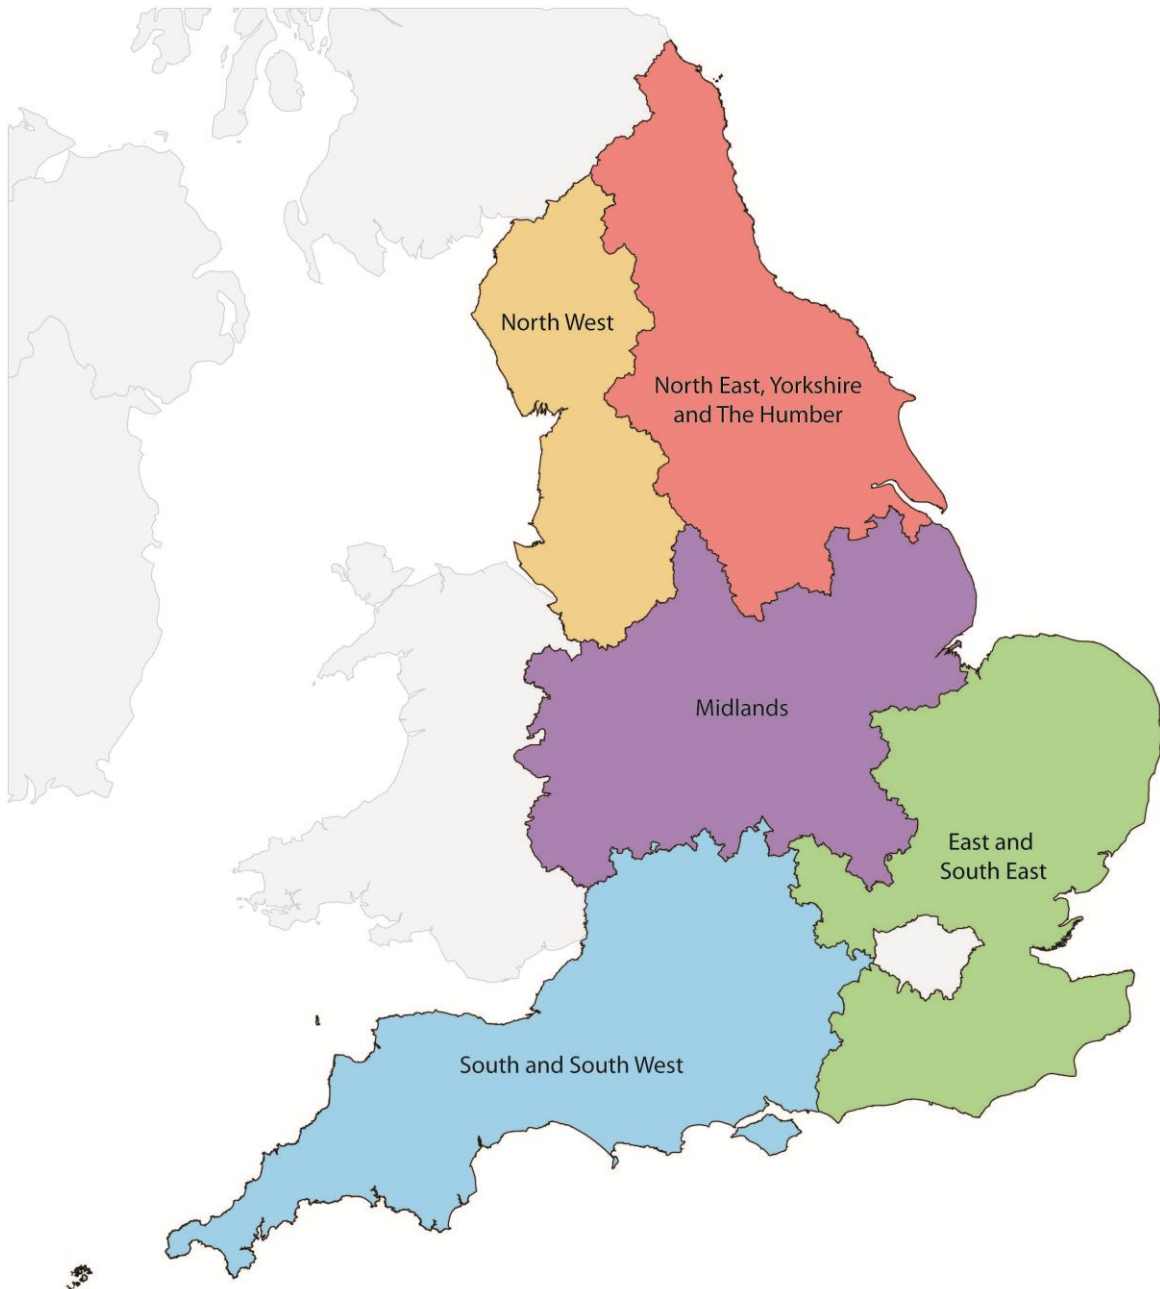 North West
North East, Yorkshire
and The Humber
Midlands
East and
South East
South and South West